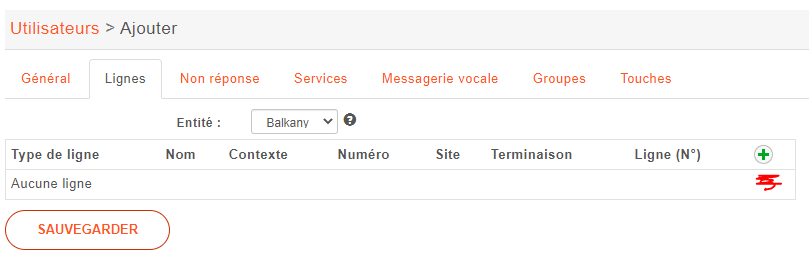 Utilisateurs > Ajouter
Général Lignes Non réponse Services Messagerie vocale Groupes Touches
Entité : Balkany
Type de ligne Nom Contexte Numéro Site Terminaison Ligne (N°)
Aucune ligne
SAUVEGARDER